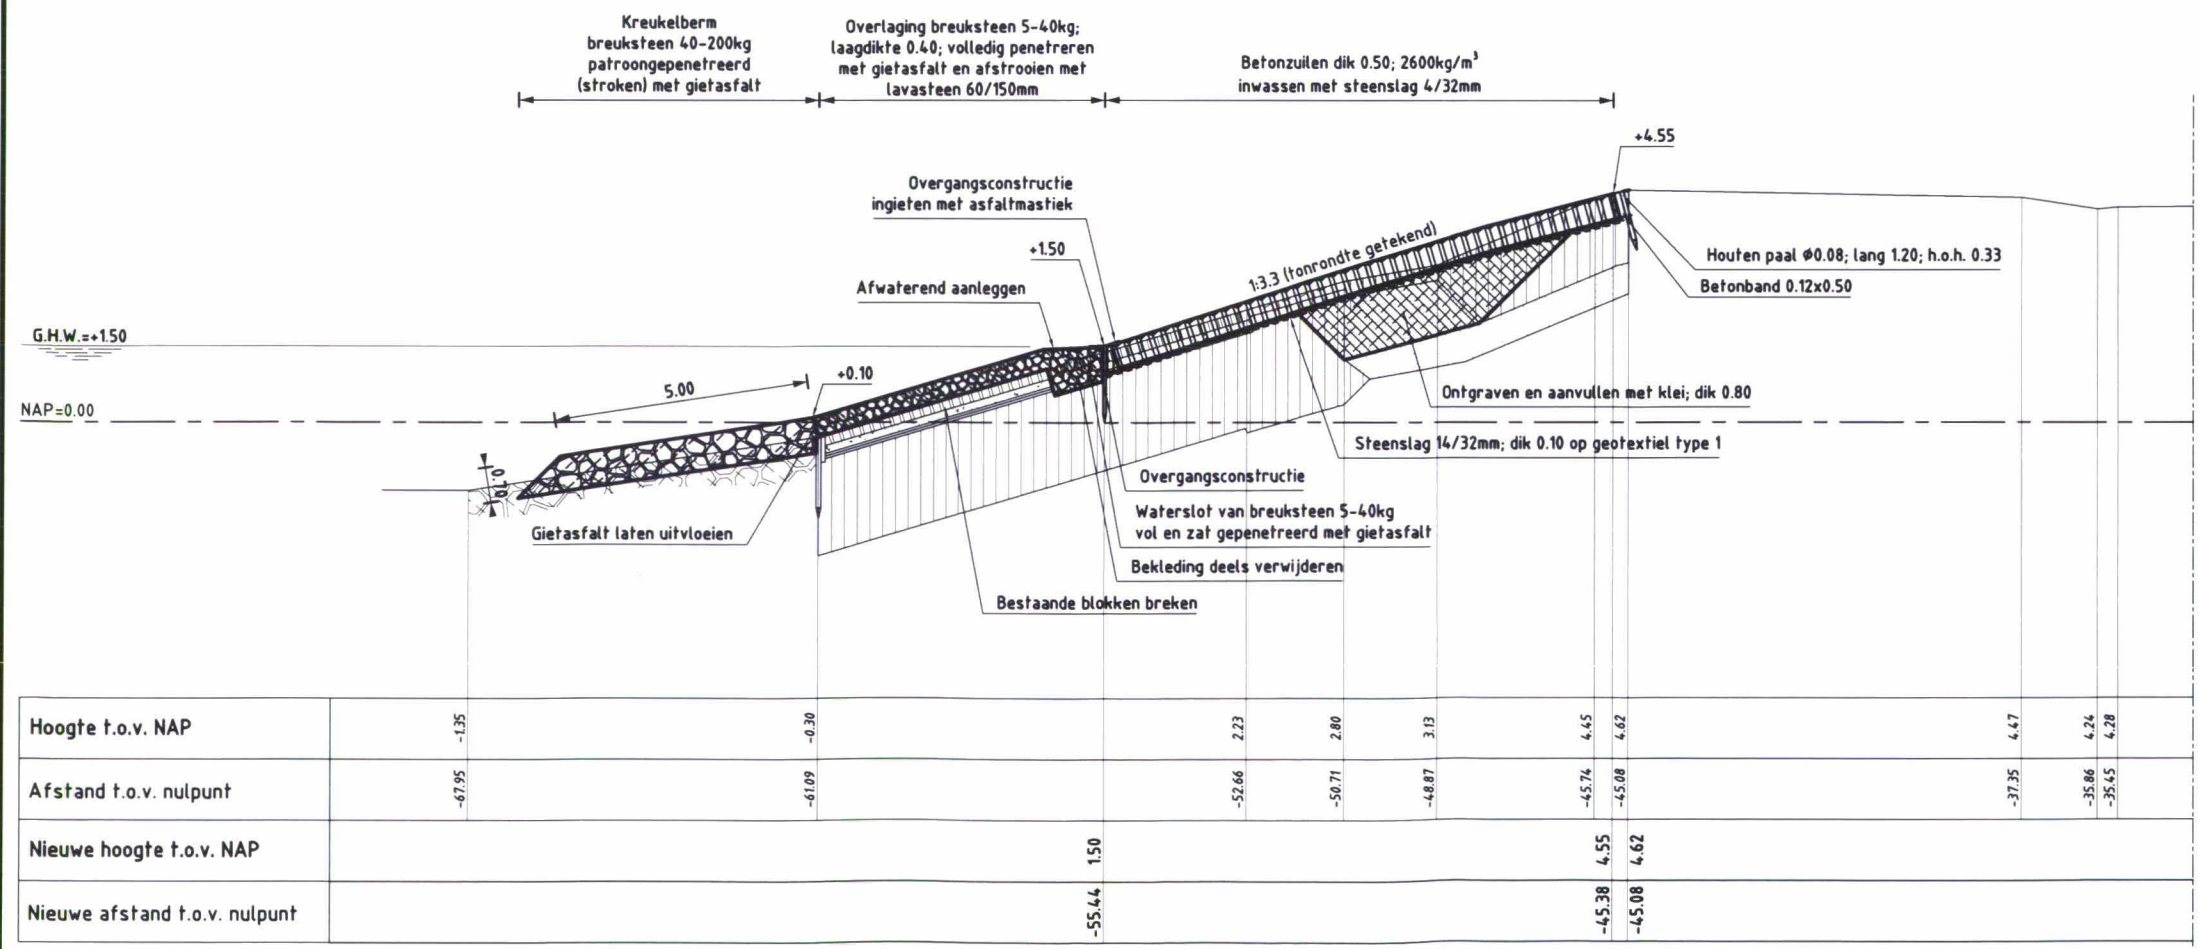 Kreukelberm
breuksteen 40-200kg
patroongepenetreerd
(stroken) met gietasfalt
Overlaging breuksteen 5-40kg;
laagdikte 0.40; volledig penetreren
met gietasfalt en afstrooien met
lavasteen 60/150mm
Betonzuilen dik 0.50; 2600kg/m³
inwassen met steenslag 4/32mm
+4.55
Overgangsconstructie
ingieten met asfaltmastiek
+1.50
1:3.3 (tonrondte getekend)
Houten paal ø0.08; lang 1.20; h.o.h. 0.33
Betonband 0.12x0.50
Afwaterend aanleggen
G.H.W.=+1.50
+0.10
5.00
NAP=0.00
Ontgraven en aanvullen met klei; dik 0.80
Steenslag 14/32mm; dik 0.10 op geotextiel type 1
0.70
Overgangsconstructie
Waterslot van breuksteen 5-40kg
vol en zat gepenetreerd met gietasfalt
Gietasfalt laten uitvloeien
Bekleding deels verwijderen
Bestaande blokken breken
Hoogte t.o.v. NAP -1.35 -0.30 2.23 2.80 3.13 4.45 4.62 4.47 4.24 4.28
Afstand t.o.v. nulpunt -67.95 -61.09 -52.66 -50.71 -48.87 -45.74 -45.08 -37.35 -35.86 -35.45
Nieuwe hoogte t.o.v. NAP 1.50 4.55 4.62
Nieuwe afstand t.o.v. nulpunt -55.44 -45.38 -45.08